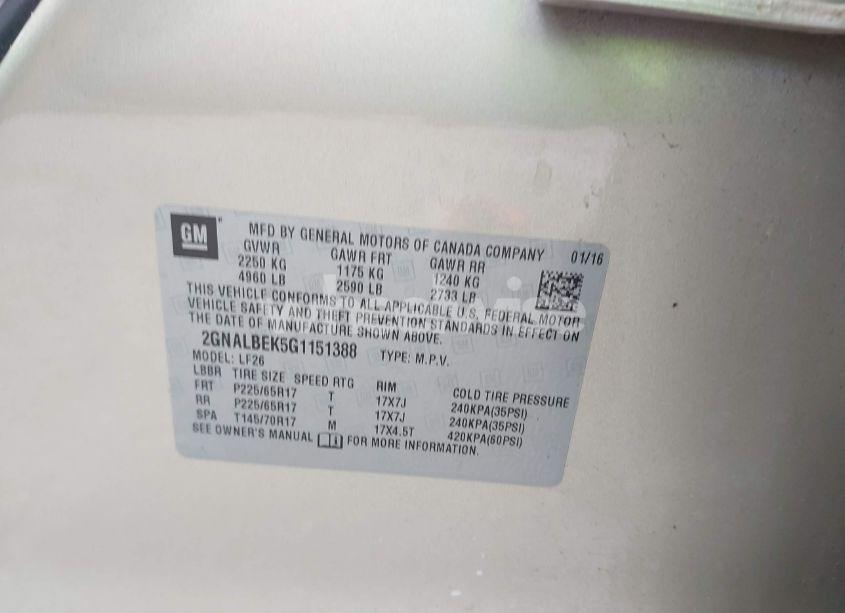 GM
MFD BY GENERAL MOTORS OF CANADA COMPANY 01/16
GVWR GAWR FRT GAWR RR
2250 KG 1175 KG 1240 KG
4960 LB 2590 LB 2733 LB
THIS VEHICLE CONFORMS TO ALL APPLICABLE U.S. FEDERAL MOTOR
VEHICLE SAFETY AND THEFT PREVENTION STANDARDS IN EFFECT ON
THE DATE OF MANUFACTURE SHOWN ABOVE.
2GNALBEK5G1151388 TYPE: M.P.V.
MODEL: LF26
LBBR TIRE SIZE SPEED RTG RIM COLD TIRE PRESSURE
FRT P225/65R17 T 17X7J 240KPA(35PSI)
RR P225/65R17 T 17X7J 240KPA(35PSI)
SPA T145/70R17 M 17X4.5T 420KPA(60PSI)
SEE OWNER'S MANUAL FOR MORE INFORMATION.